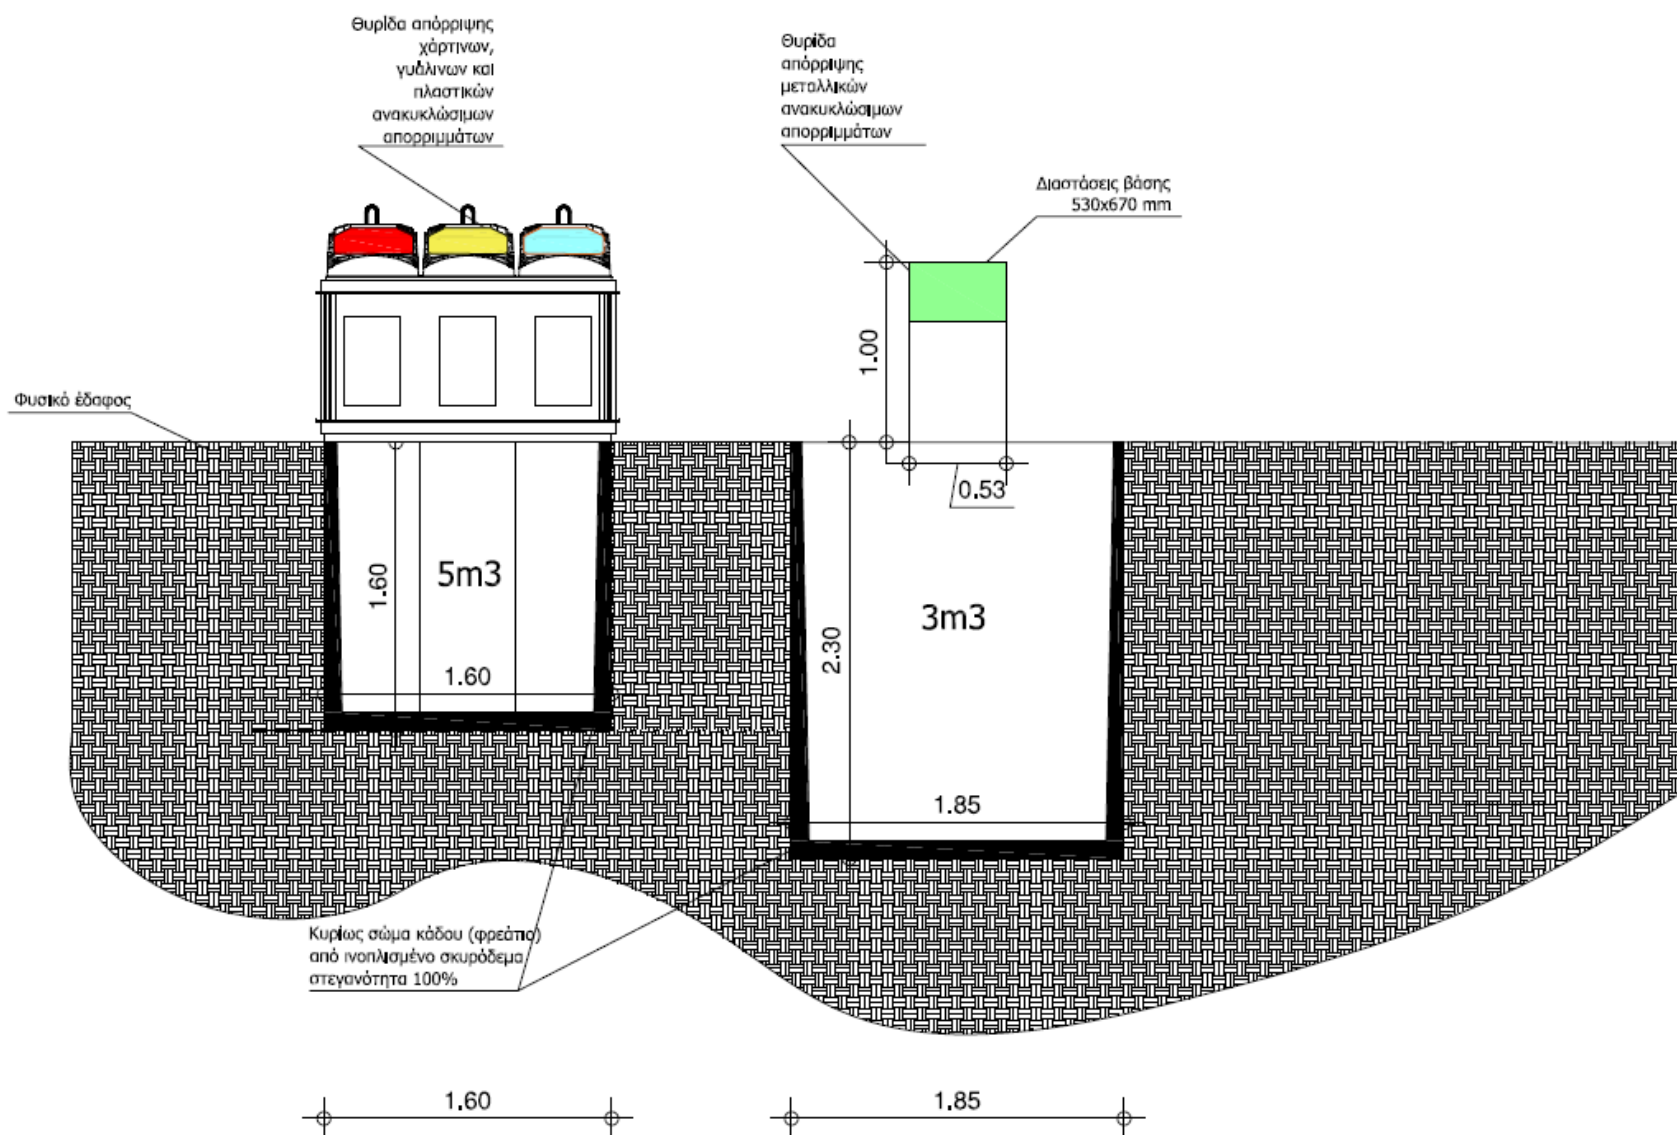 Θυρίδα απόρριψης
χάρτινων,
γυάλινων και
πλαστικών
ανακυκλώσιμων
απορριμμάτων
Θυρίδα
απόρριψης
μεταλλικών
ανακυκλώσιμων
απορριμμάτων
Διαστάσεις βάσης
530x670 mm
1.00
Φυσικό έδαφος
0.53
1.60
5m3
3m3
2.30
1.60
1.85
Κυρίως σώμα κάδου (φρεάτιο)
από ινοπλισμένο σκυρόδεμα
στεγανότητα 100%
1.60
1.85